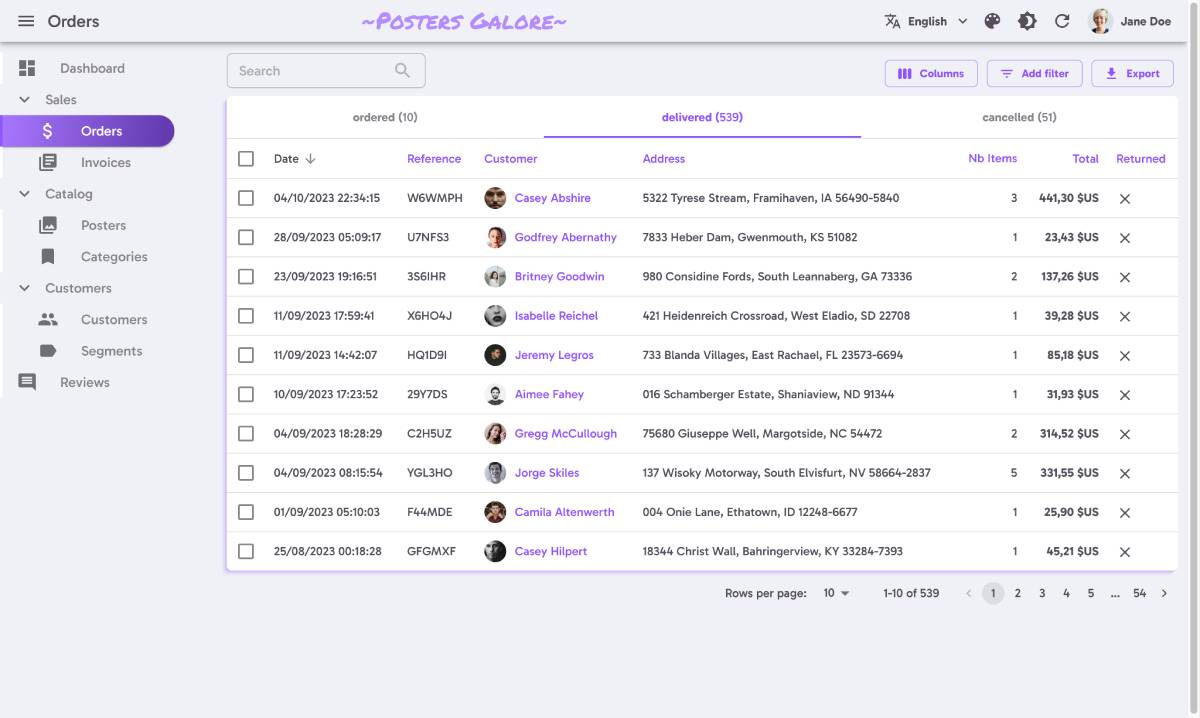 Orders
~Posters Galore~
English
Jane Doe
Dashboard
Sales
Orders
Invoices
Catalog
Posters
Categories
Customers
Customers
Segments
Reviews
Search
Columns
Add filter
Export
ordered (10) delivered (539) cancelled (51)
Date Reference Customer Address Nb Items Total Returned
04/10/2023 22:34:15 W6WMPH Casey Abshire 5322 Tyrese Stream, Framihaven, IA 56490-5840 3 441,30 $US
28/09/2023 05:09:17 U7NFS3 Godfrey Abernathy 7833 Heber Dam, Gwenmouth, KS 51082 1 23,43 $US
23/09/2023 19:16:51 3S6IHR Britney Goodwin 980 Considine Fords, South Leannaberg, GA 73336 2 137,26 $US
11/09/2023 17:59:41 X6HO4J Isabelle Reichel 421 Heidenreich Crossroad, West Eladio, SD 22708 1 39,28 $US
11/09/2023 14:42:07 HQ1D9I Jeremy Legros 733 Blanda Villages, East Rachael, FL 23573-6694 1 85,18 $US
10/09/2023 17:23:52 29Y7DS Aimee Fahey 016 Schamberger Estate, Shaniaview, ND 91344 1 31,93 $US
04/09/2023 18:28:29 C2H5UZ Gregg McCullough 75680 Giuseppe Well, Margotside, NC 54472 2 314,52 $US
04/09/2023 08:15:54 YGL3HO Jorge Skiles 137 Wisoky Motorway, South Elvisfurt, NV 58664-2837 5 331,55 $US
01/09/2023 05:10:03 F44MDE Camila Altenwerth 004 Onie Lane, Ethatown, ID 12248-6677 1 25,90 $US
25/08/2023 00:18:28 GFGMXF Casey Hilpert 18344 Christ Wall, Bahringerview, KY 33284-7393 1 45,21 $US
Rows per page: 10 1-10 of 539 1 2 3 4 5 ... 54